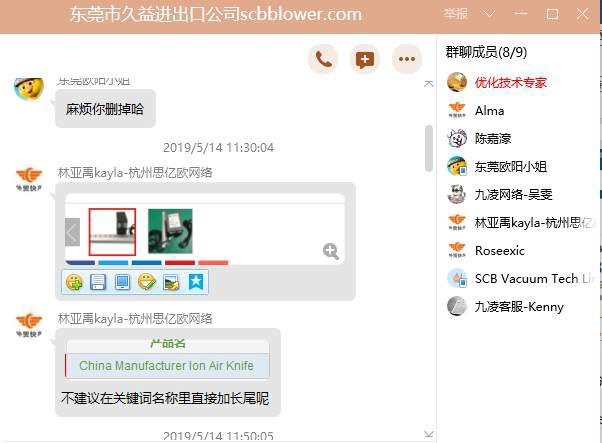 东莞市久益进出口公司scbblower.com
举报
东莞欧阳小姐
麻烦你删掉哈
2019/5/14 11:30:04
林亚禹kayla-杭州思亿欧网络
林亚禹kayla-杭州思亿欧网络
产品名
China Manufacturer Ion Air Knife
不建议在关键词名称里直接加长尾呢
2019/5/14 11:50:05
群聊成员(8/9)
优化技术专家
Alma
陈嘉濠
东莞欧阳小姐
九凌网络-吴雯
林亚禹kayla-杭州思
Roseexic
SCB Vacuum Tech Lim
九凌客服-Kenny